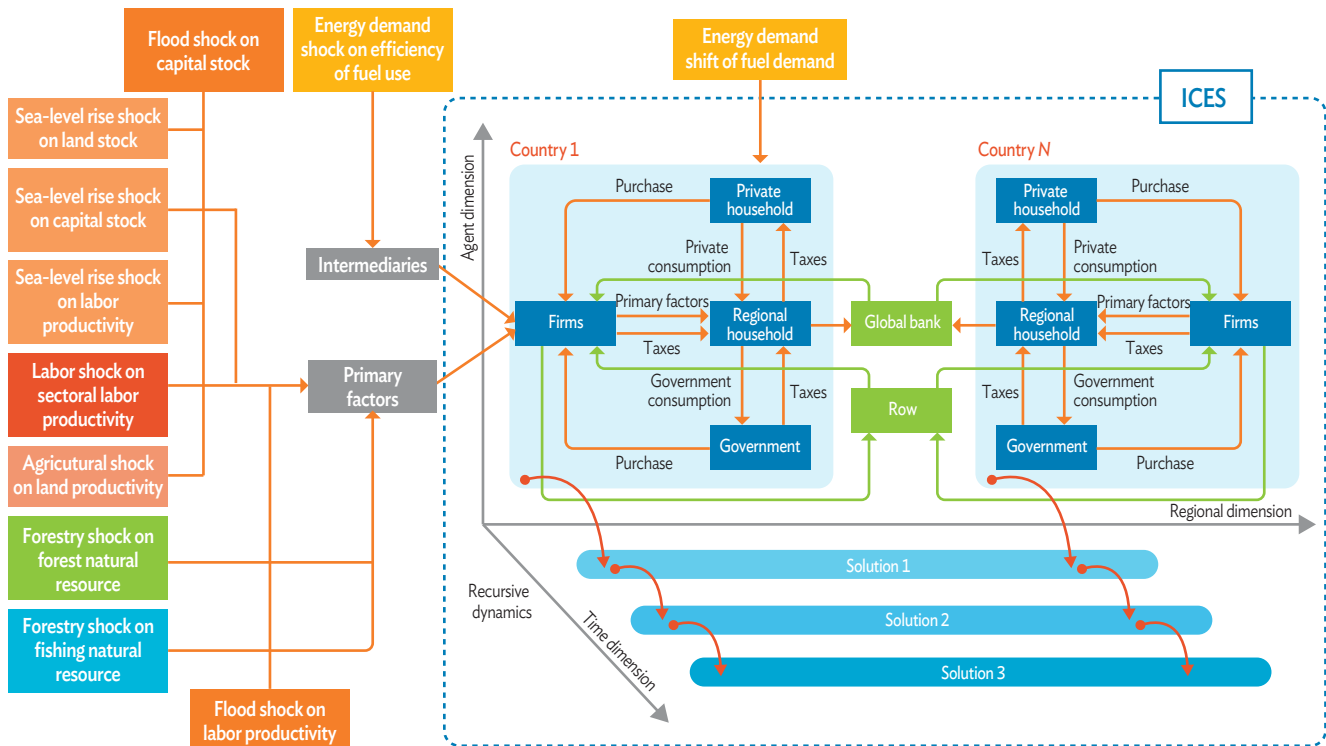 Flood shock on
capital stock
Energy demand
shock on efficiency
of fuel use
Energy demand
shift of fuel demand
ICES
Sea-level rise shock
on land stock
Sea-level rise shock
on capital stock
Sea-level rise shock
on labor
productivity
Labor shock on
sectoral labor
productivity
Agricutural shock
on land productivity
Forestry shock on
forest natural
resource
Forestry shock on
fishing natural
resource
Flood shock on
labor productivity
Intermediaries
Primary
factors
Agent dimension
Country 1
Purchase
Private
household
Private
consumption
Taxes
Primary factors
Firms
Regional
household
Taxes
Government
consumption
Taxes
Government
Purchase
Global bank
Row
Country N
Private
household
Purchase
Taxes
Private
consumption
Primary factors
Regional
household
Firms
Taxes
Taxes
Government
consumption
Government
Purchase
Regional dimension
Recursive
dynamics
Time dimension
Solution 1
Solution 2
Solution 3